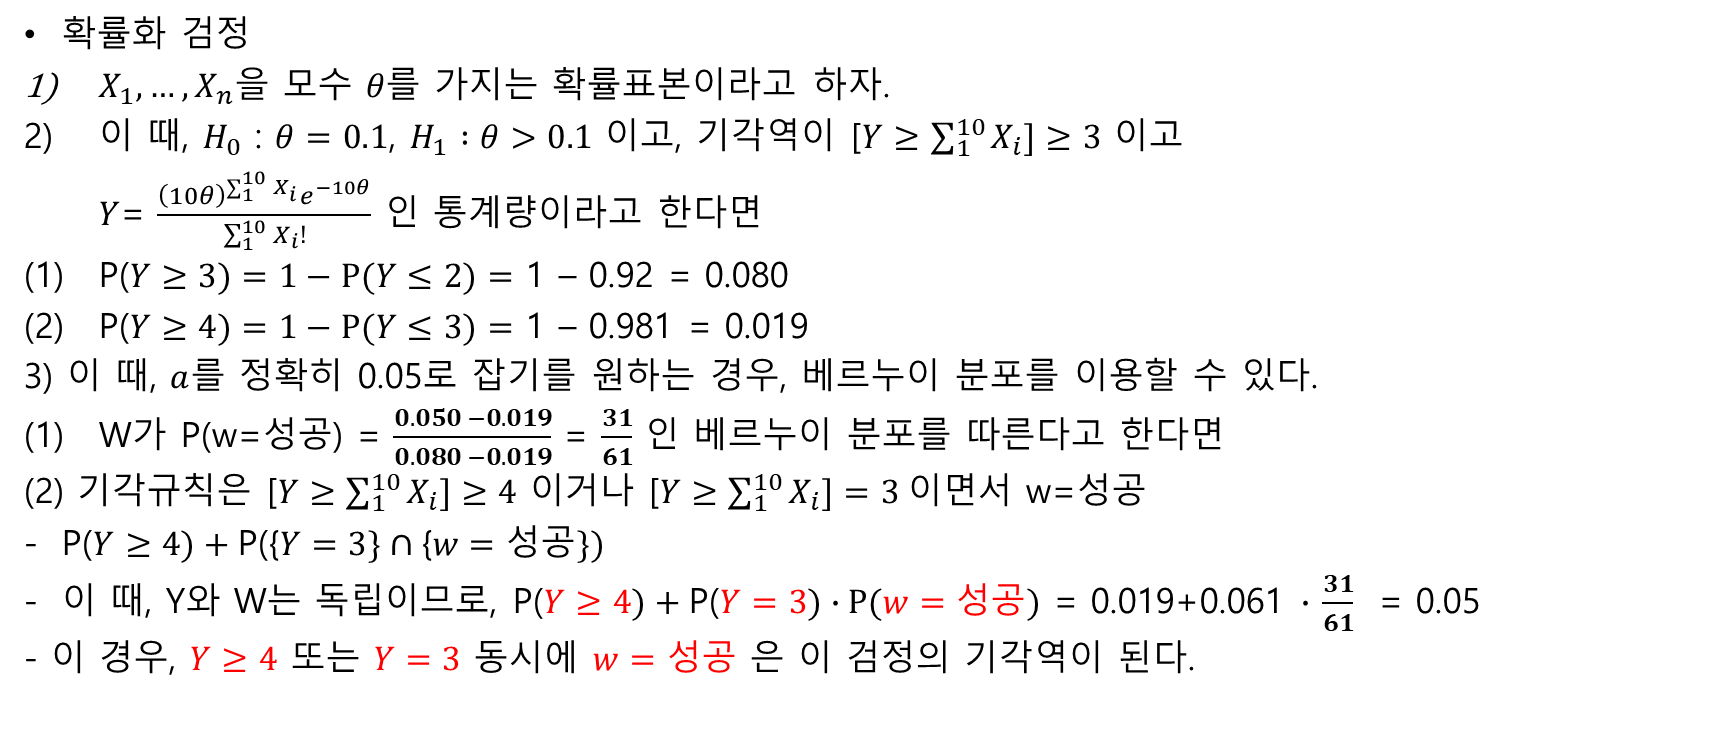 • 확률화 검정
1) X₁, … , Xₙ을 모수 θ를 가지는 확률표본이라고 하자.
2) 이 때, H₀ : θ = 0.1, H₁ : θ > 0.1 이고, 기각역이 [Y ≥ ∑₁¹⁰ Xᵢ] ≥ 3 이고
Y = \frac{(10θ)^{∑₁¹⁰ Xᵢ} e^{−10θ}}{∑₁¹⁰ Xᵢ!} 인 통계량이라고 한다면
(1) P(Y ≥ 3) = 1 − P(Y ≤ 2) = 1 − 0.92 = 0.080
(2) P(Y ≥ 4) = 1 − P(Y ≤ 3) = 1 − 0.981 = 0.019
3) 이 때, a를 정확히 0.05로 잡기를 원하는 경우, 베르누이 분포를 이용할 수 있다.
(1) W가 P(w=성공) = \frac{0.050 −0.019}{0.080 −0.019} = \frac{31}{61} 인 베르누이 분포를 따른다고 한다면
(2) 기각규칙은 [Y ≥ ∑₁¹⁰ Xᵢ] ≥ 4 이거나 [Y ≥ ∑₁¹⁰ Xᵢ] = 3 이면서 w=성공
- P(Y ≥ 4) + P({Y = 3} ∩ {w = 성공})
- 이 때, Y와 W는 독립이므로, P(Y ≥ 4) + P(Y = 3) · P(w = 성공) = 0.019+0.061 · \frac{31}{61} = 0.05
- 이 경우, Y ≥ 4 또는 Y = 3 동시에 w = 성공 은 이 검정의 기각역이 된다.